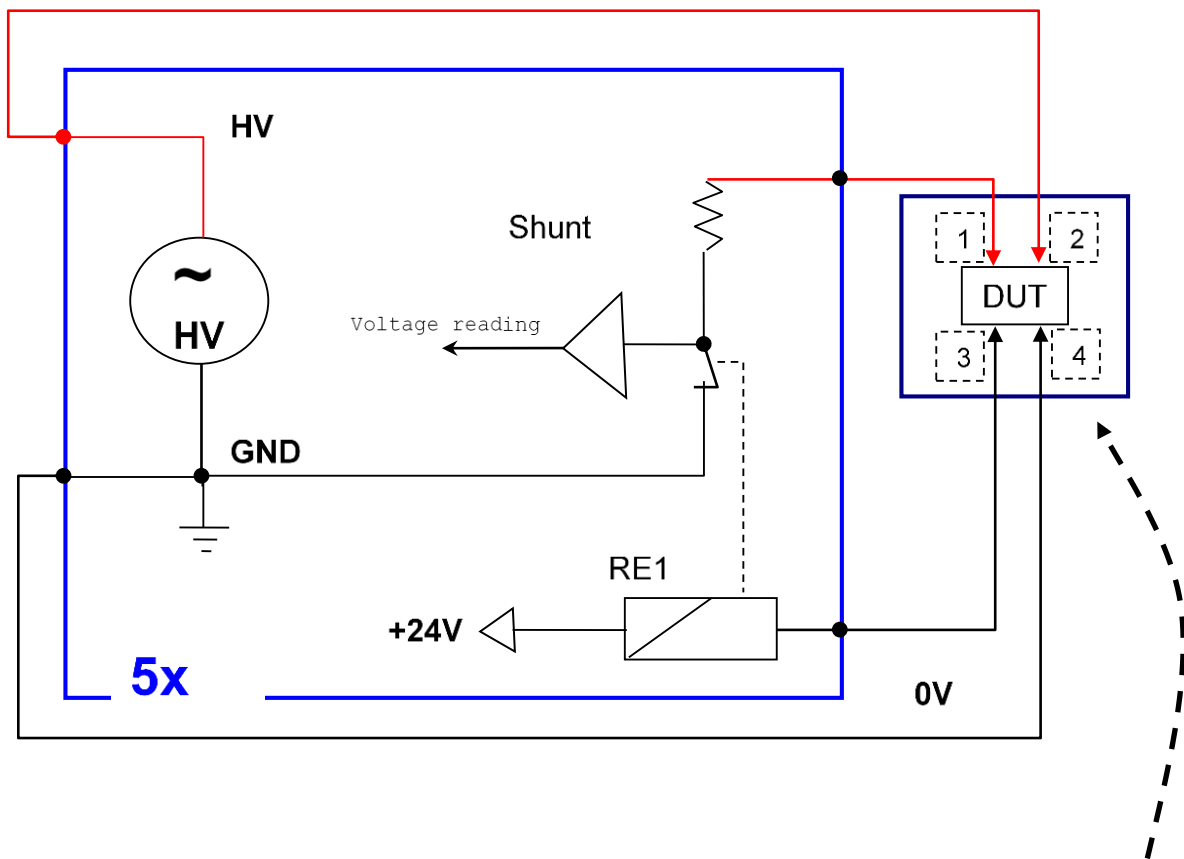 HV
Shunt
1
2
~
HV
Voltage reading
DUT
3
4
GND
RE1
+24V
5x
0V